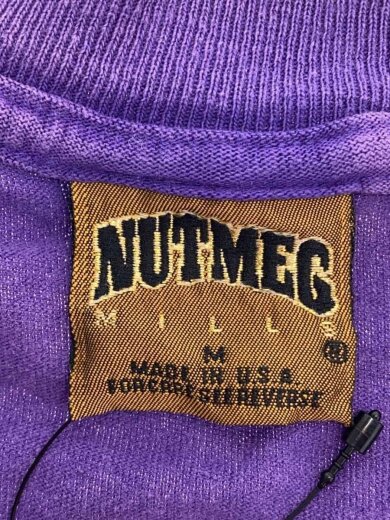 NUTMEG
MILLS
M
MADE IN U.S.A.
FOR CARE SEE REVERSE